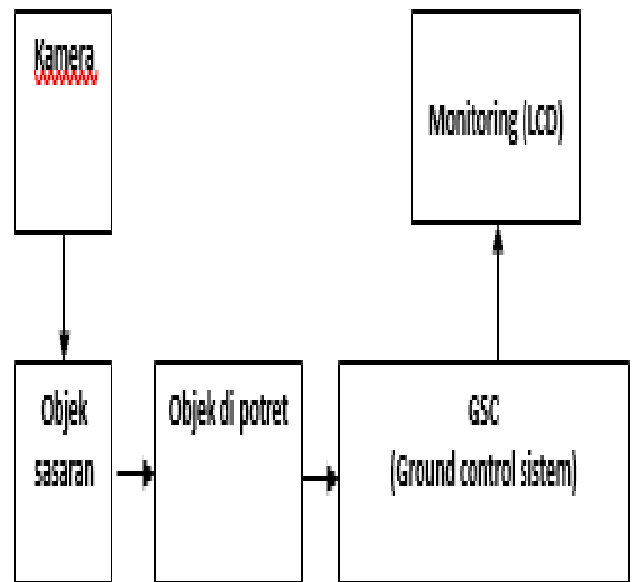 Kamera
Monitoring (LCD)
Objek
sasaran
Objek di potret
GSC
(Ground control sistem)